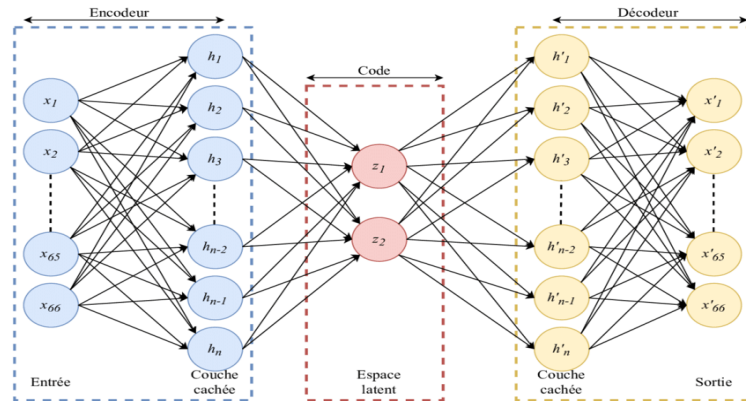 Encodeur
Décodeur
Code
x1
x2
x65
x66
h1
h2
h3
hn-2
hn-1
hn
z1
z2
h'1
h'2
h'3
h'n-2
h'n-1
h'n
x'1
x'2
x'65
x'66
Entrée
Couche
cachée
Espace
latent
Couche
cachée
Sortie